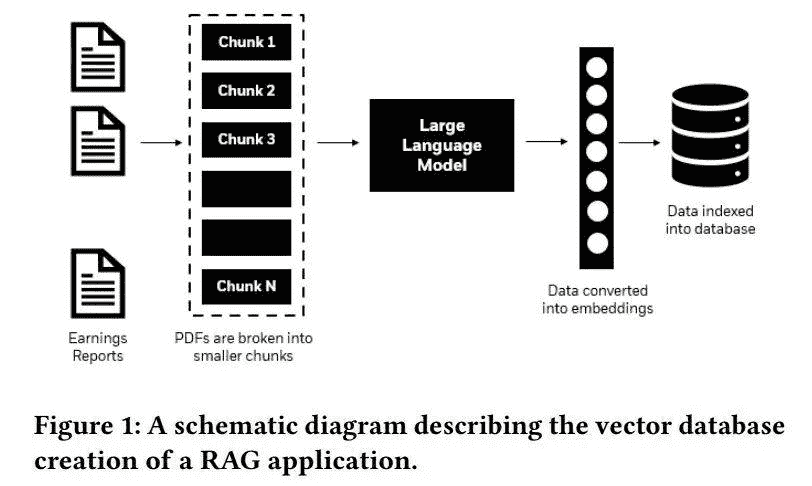 Chunk 1
Chunk 2
Chunk 3
Chunk N
Large
Language
Model
Data indexed
into database
Data converted
into embeddings
Earnings
Reports
PDFs are broken into
smaller chunks
Figure 1: A schematic diagram describing the vector database
creation of a RAG application.